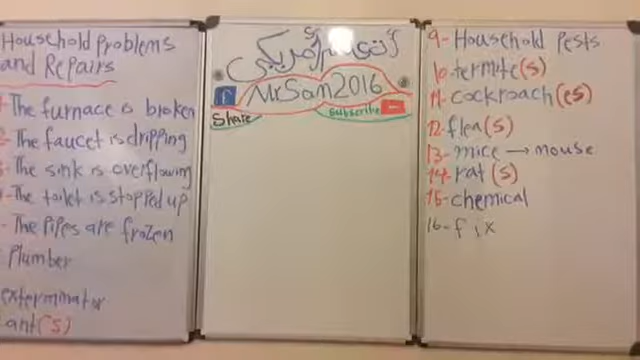 Household Problems
and Repairs
The furnace is broken
The faucet is dripping
The sink is overflowing
The toilet is stopped up
The Pipes are frozen
Plumber
exterminator
ant(s)
MrSam2016
Share
subscribe
9- Household Pests
10- termite(s)
11- cockroach(es)
12- flea(s)
13- mice → mouse
14- rat(s)
15- chemical
16- fix